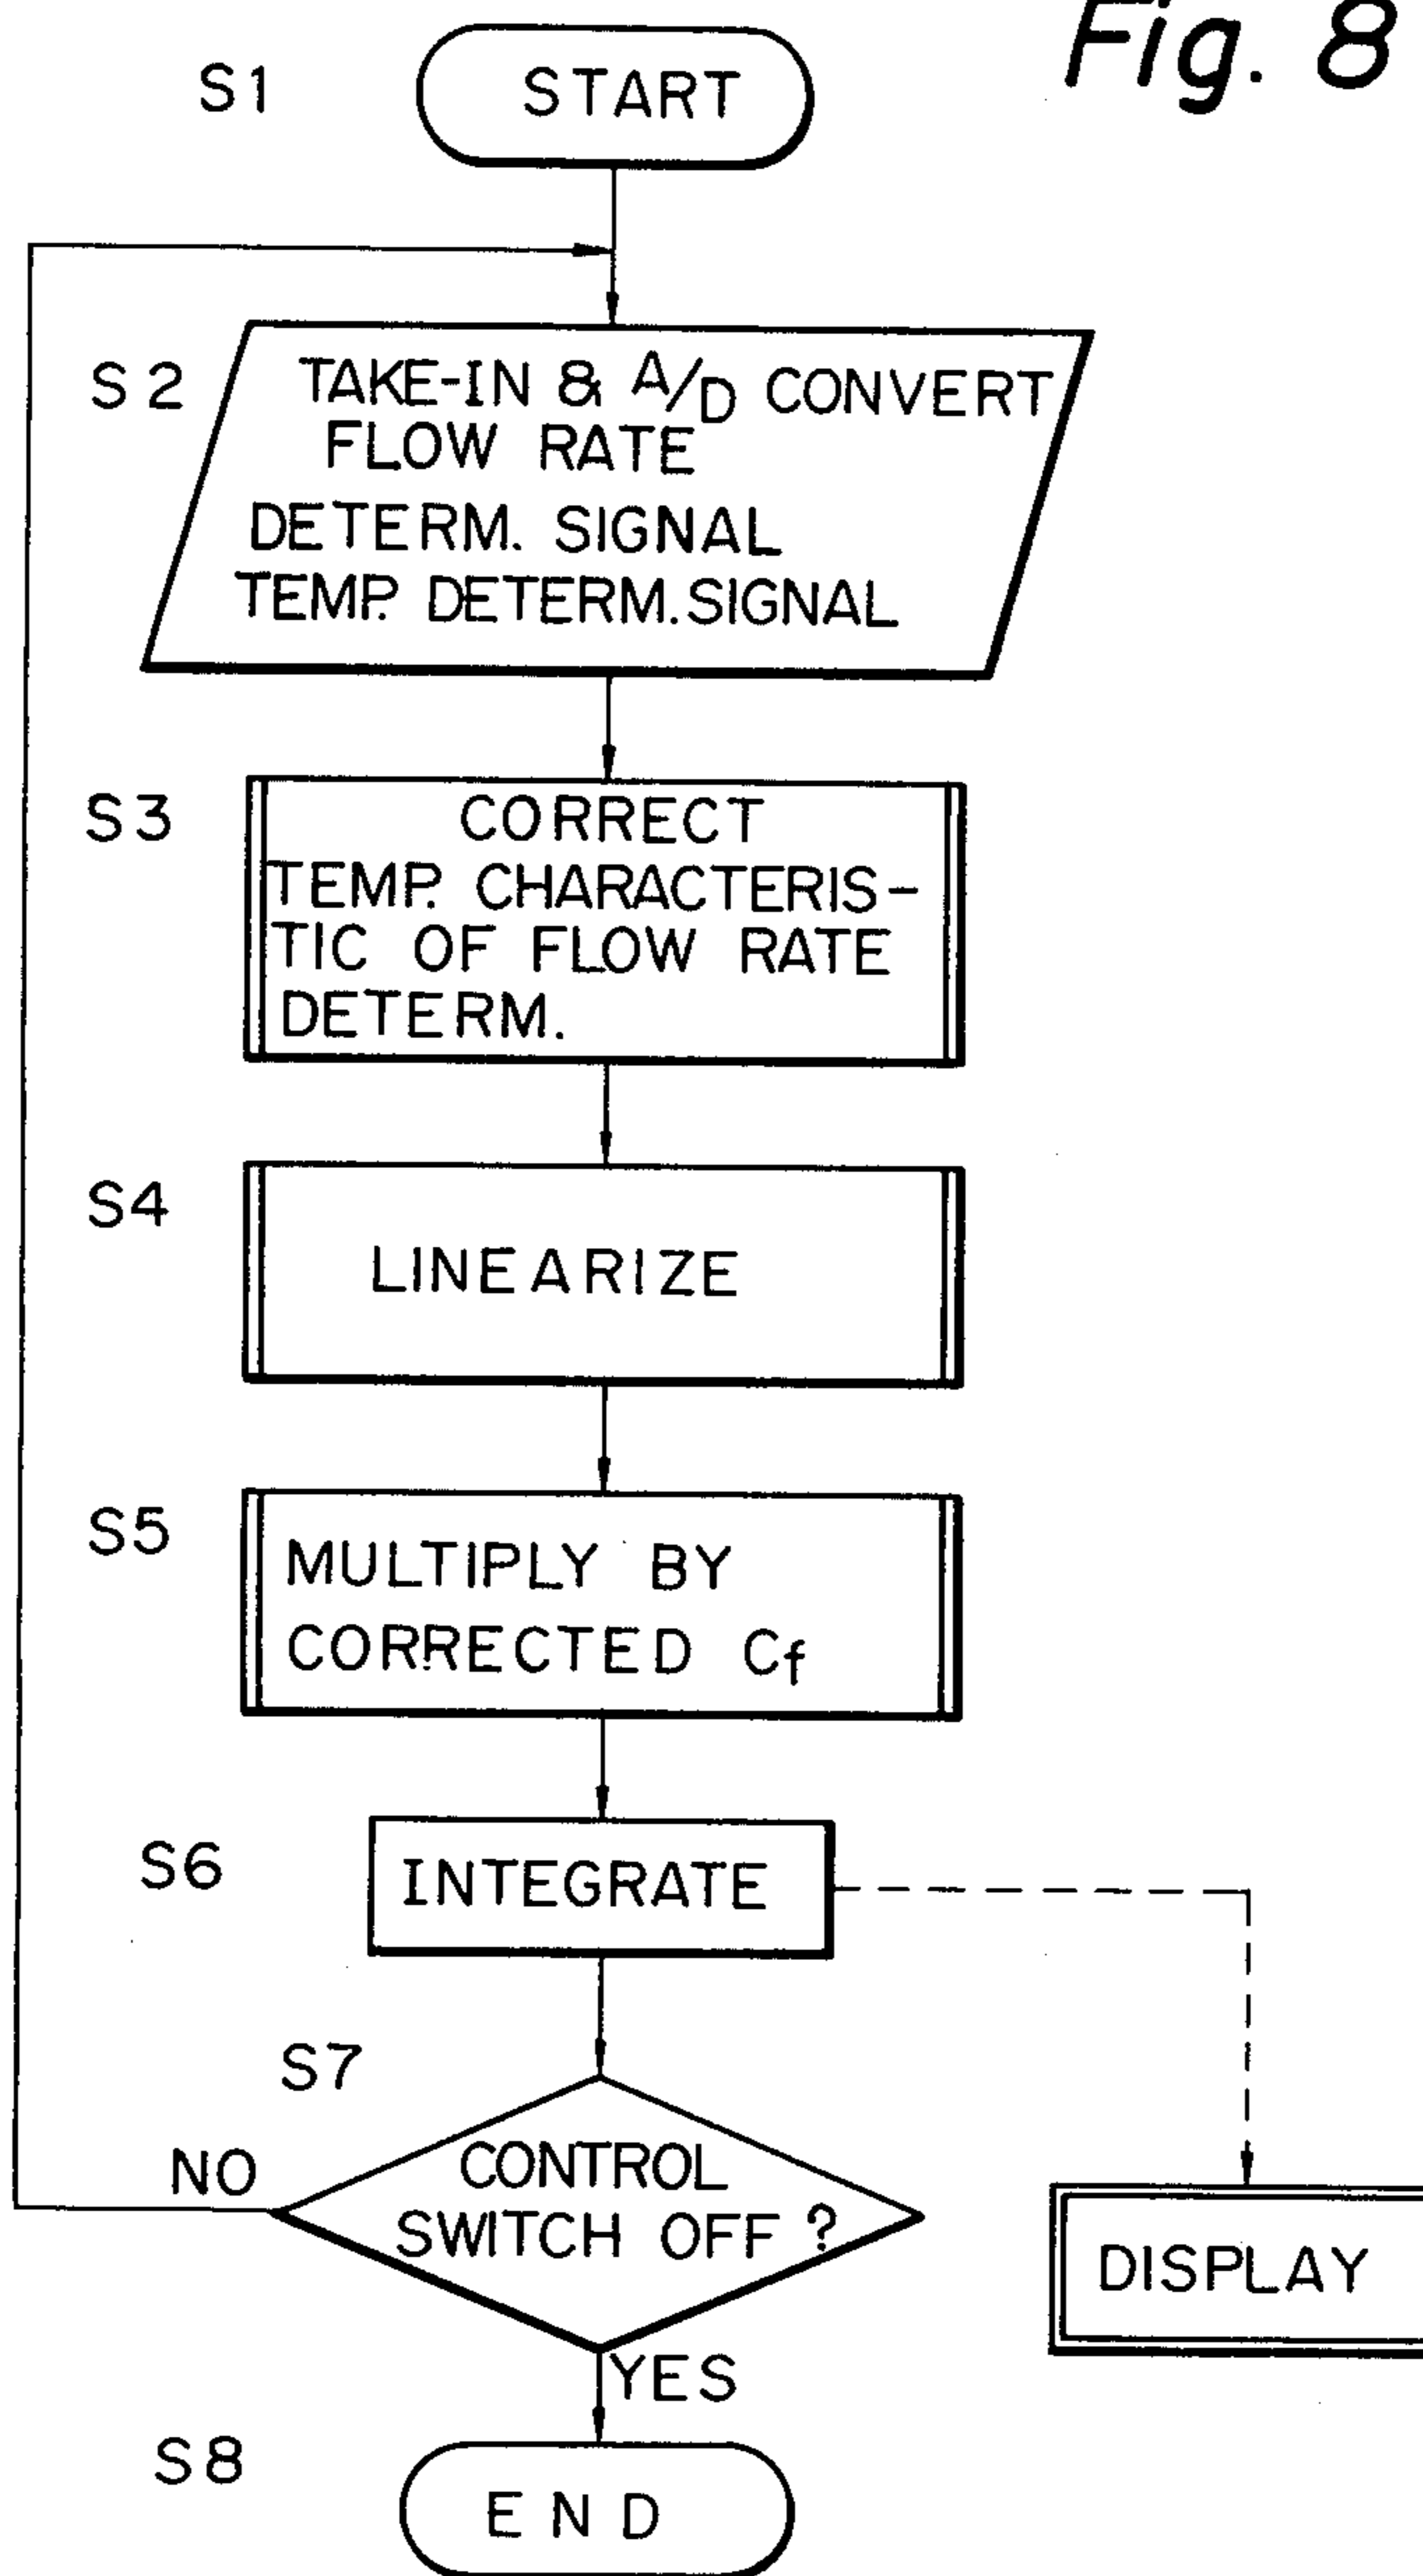 Fig. 8
S1
START
S2
TAKE-IN & A/D CONVERT
FLOW RATE
DETERM. SIGNAL
TEMP. DETERM. SIGNAL
S3
CORRECT
TEMP. CHARACTERIS-
TIC OF FLOW RATE
DETERM.
S4
LINEARIZE
S5
MULTIPLY BY
CORRECTED Cf
S6
INTEGRATE
S7
CONTROL
SWITCH OFF ?
NO
DISPLAY
YES
S8
END